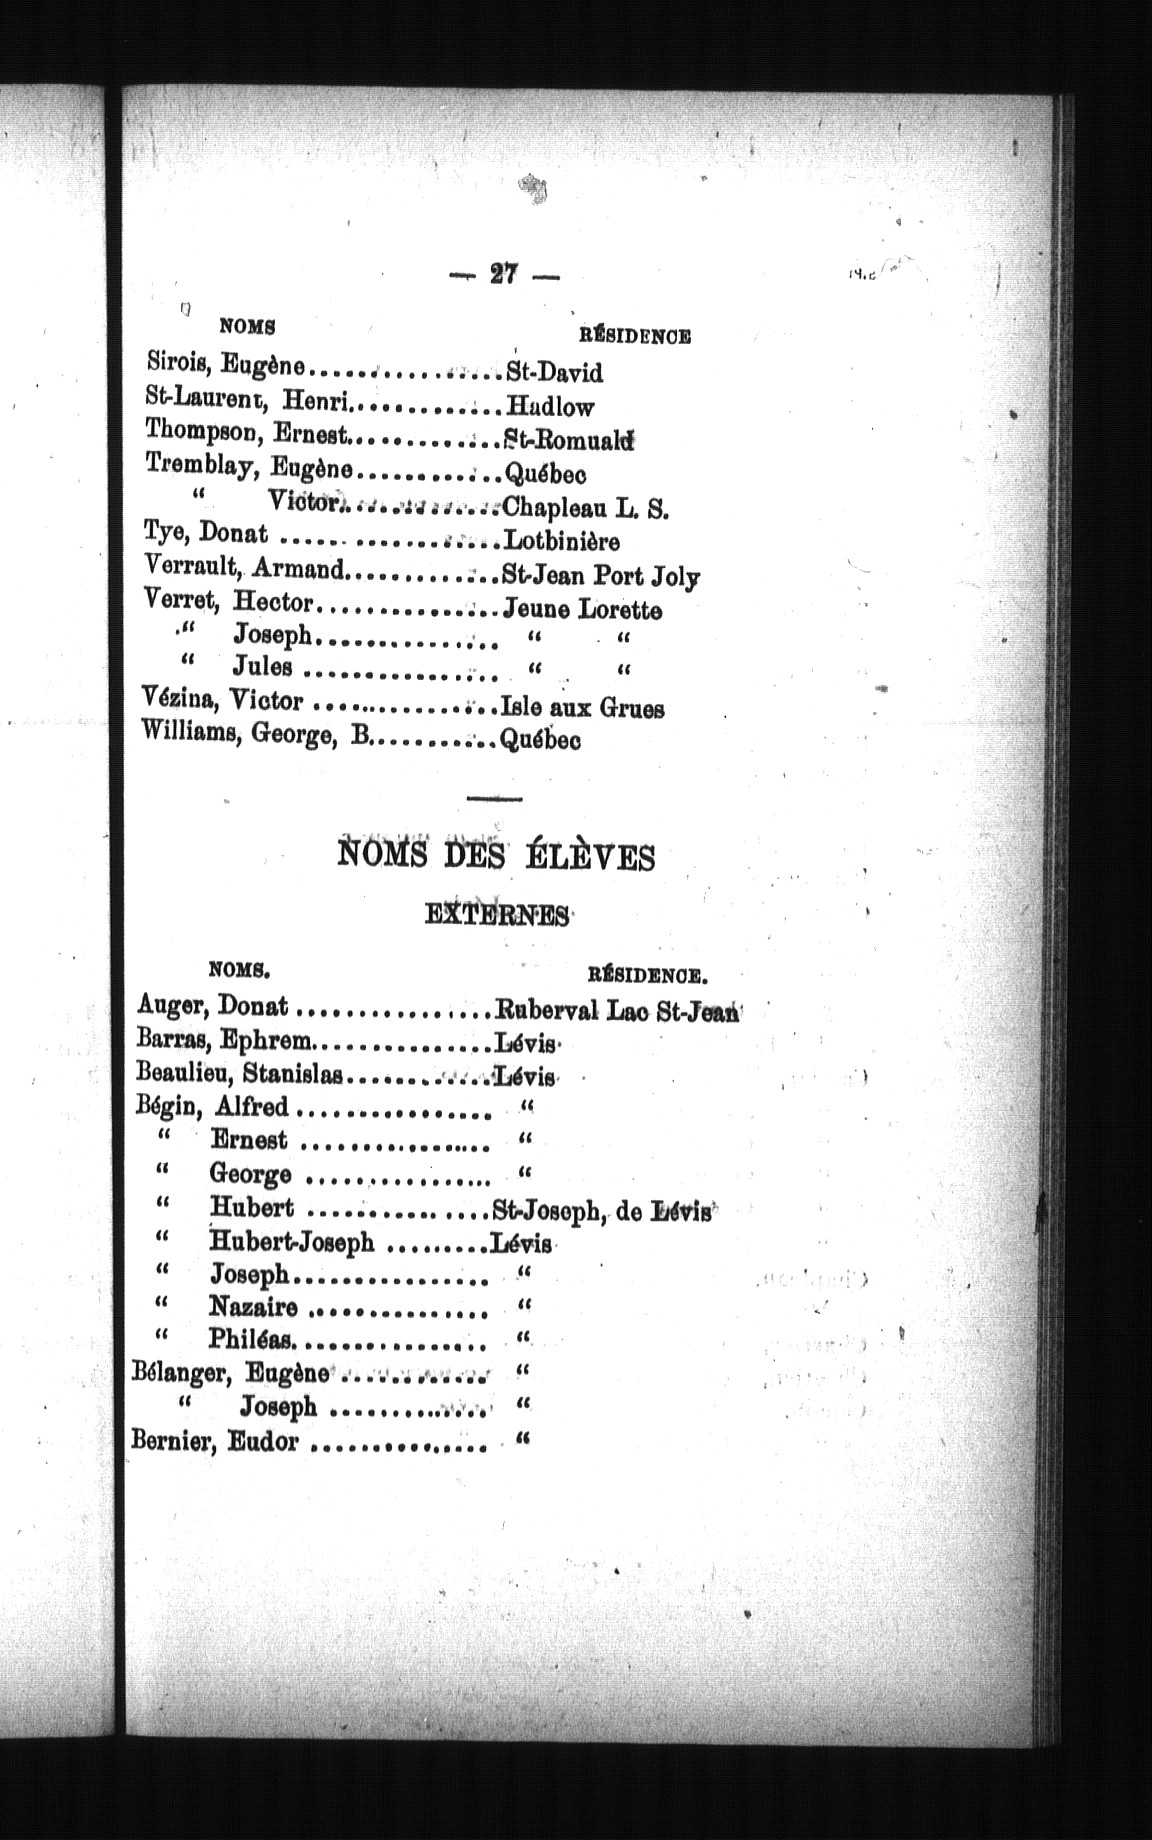 — 27 —
NOMS RÉSIDENCE
Sirois, Eugène.................St-David
St-Laurent, Henri.............Hadlow
Thompson, Ernest.............St-Romuald
Tremblay, Eugène............Québec
“ Victor.............Chapleau L. S.
Tye, Donat ..................Lotbinière
Verrault, Armand.............St-Jean Port Joly
Verret, Hector...............Jeune Lorette
“ Joseph............... “ “
“ Jules ................ “ “
Vézina, Victor ...............Isle aux Grues
Williams, George, B...........Québec
NOMS DES ÉLÈVES
EXTERNES
NOMS. RÉSIDENCE.
Auger, Donat ................Ruberval Lac St-Jean
Barras, Ephrem...............Lévis
Beaulieu, Stanislas............Lévis
Bégin, Alfred ................ “
“ Ernest ................ “
“ George ............... “
“ Hubert ...............St-Joseph, de Lévis
“ Hubert-Joseph .........Lévis
“ Joseph................ “
“ Nazaire ............... “
“ Philéas................ “
Bélanger, Eugène ............ “
“ Joseph ............. “
Bernier, Eudor ............... “